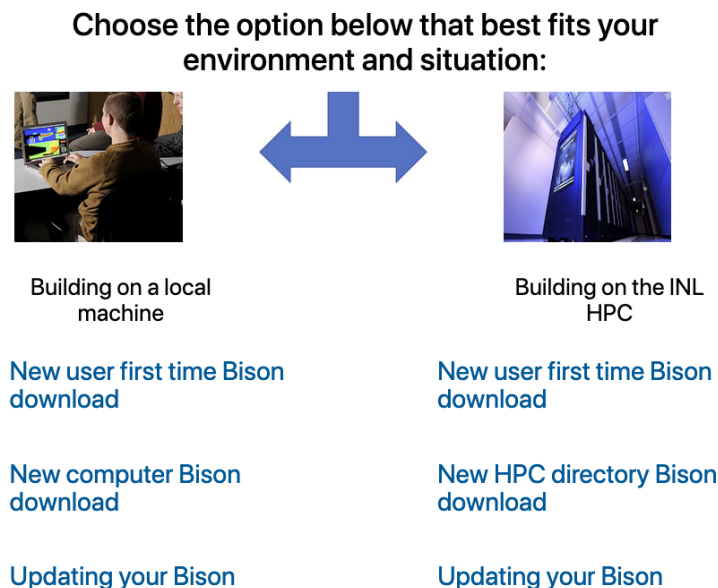 Choose the option below that best fits your
environment and situation:
Building on a local
machine
Building on the INL
HPC
New user first time Bison
download
New user first time Bison
download
New computer Bison
download
New HPC directory Bison
download
Updating your Bison
Updating your Bison